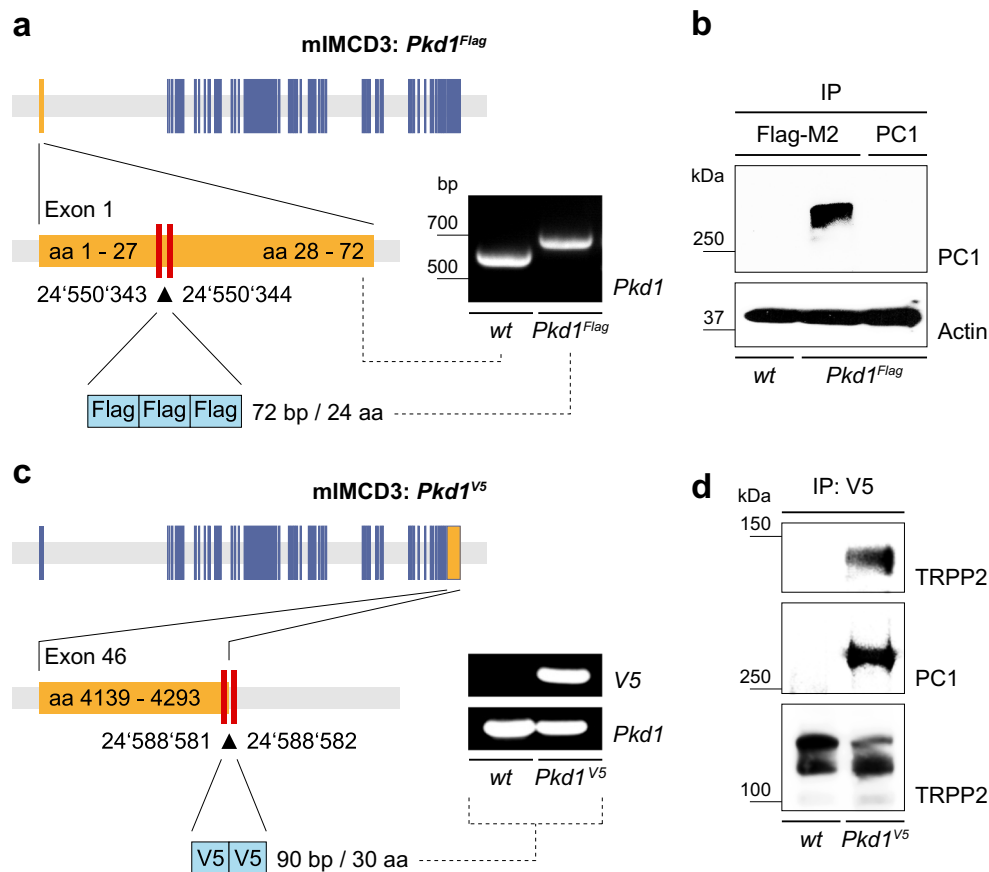 a
mIMCD3: Pkd1Flag
Exon 1
aa 1 - 27
aa 28 - 72
24‘550‘343 ▲ 24‘550‘344
Flag Flag Flag
72 bp / 24 aa
bp
700
500
Pkd1
wt
Pkd1Flag
b
IP
Flag-M2
PC1
kDa
250
PC1
37
Actin
wt
Pkd1Flag
c
mIMCD3: Pkd1V5
Exon 46
aa 4139 - 4293
24‘588‘581 ▲ 24‘588‘582
V5 V5
90 bp / 30 aa
V5
Pkd1
wt
Pkd1V5
d
IP: V5
kDa
150
TRPP2
250
PC1
100
TRPP2
wt
Pkd1V5